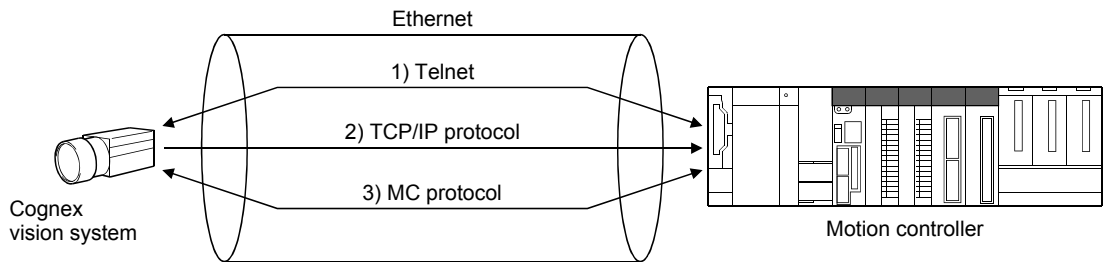 Ethernet
1) Telnet
2) TCP/IP protocol
3) MC protocol
Cognex
vision system
Motion controller